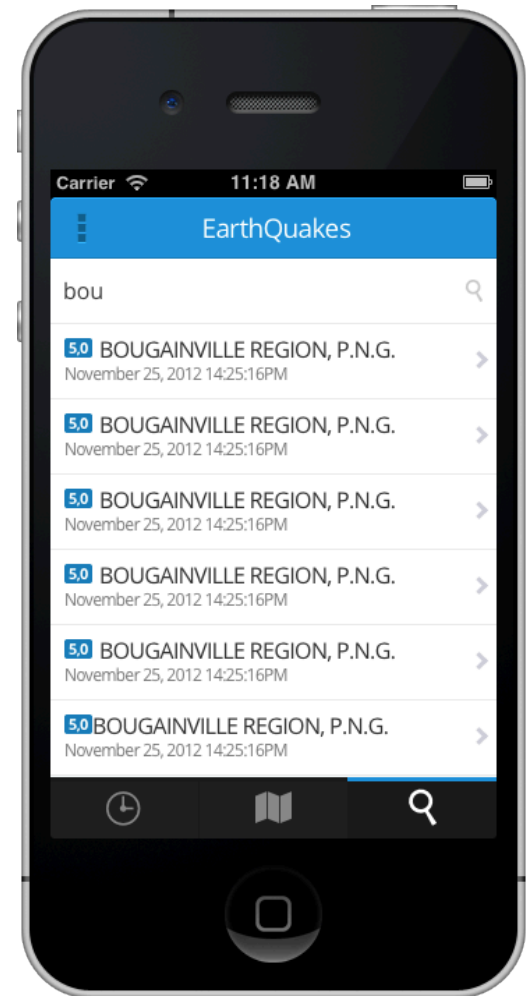 Carrier 11:18 AM
EarthQuakes
bou
5,0 BOUGAINVILLE REGION, P.N.G.
November 25, 2012 14:25:16PM
5,0 BOUGAINVILLE REGION, P.N.G.
November 25, 2012 14:25:16PM
5,0 BOUGAINVILLE REGION, P.N.G.
November 25, 2012 14:25:16PM
5,0 BOUGAINVILLE REGION, P.N.G.
November 25, 2012 14:25:16PM
5,0 BOUGAINVILLE REGION, P.N.G.
November 25, 2012 14:25:16PM
5,0BOUGAINVILLE REGION, P.N.G.
November 25, 2012 14:25:16PM